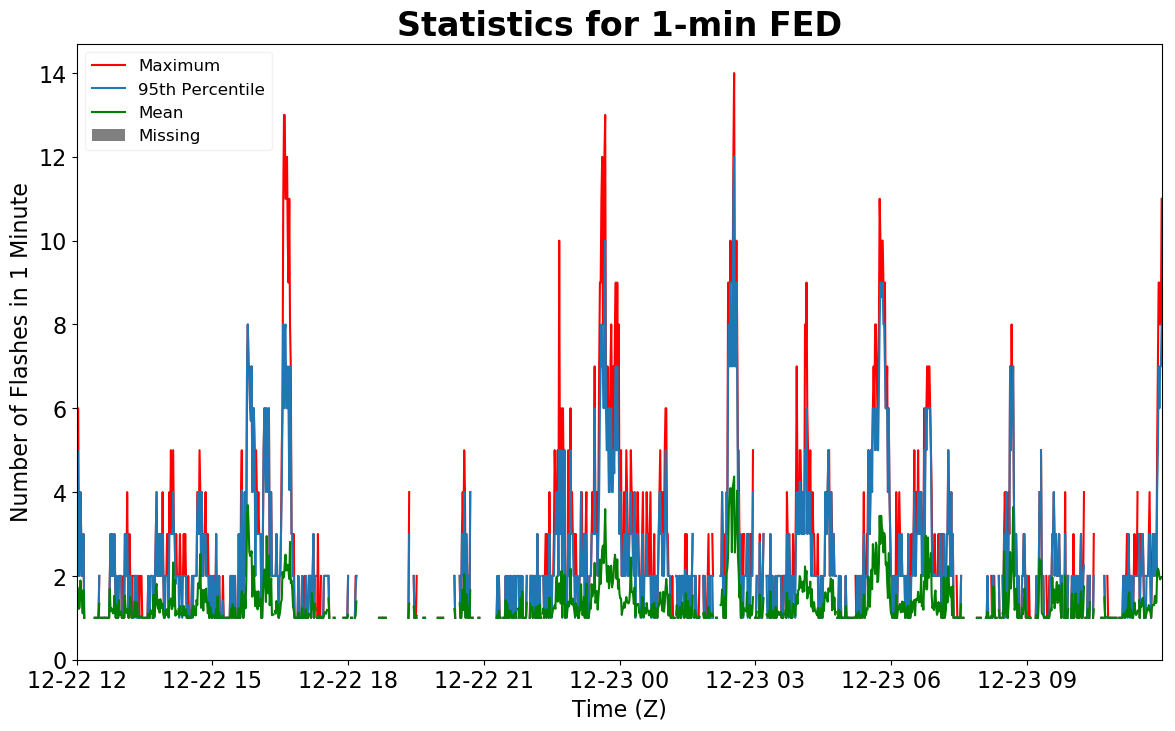 Statistics for 1-min FED
Maximum
95th Percentile
Mean
Missing
Number of Flashes in 1 Minute
14
12
10
8
6
4
2
0
12-22 12
12-22 15
12-22 18
12-22 21
12-23 00
12-23 03
12-23 06
12-23 09
Time (Z)